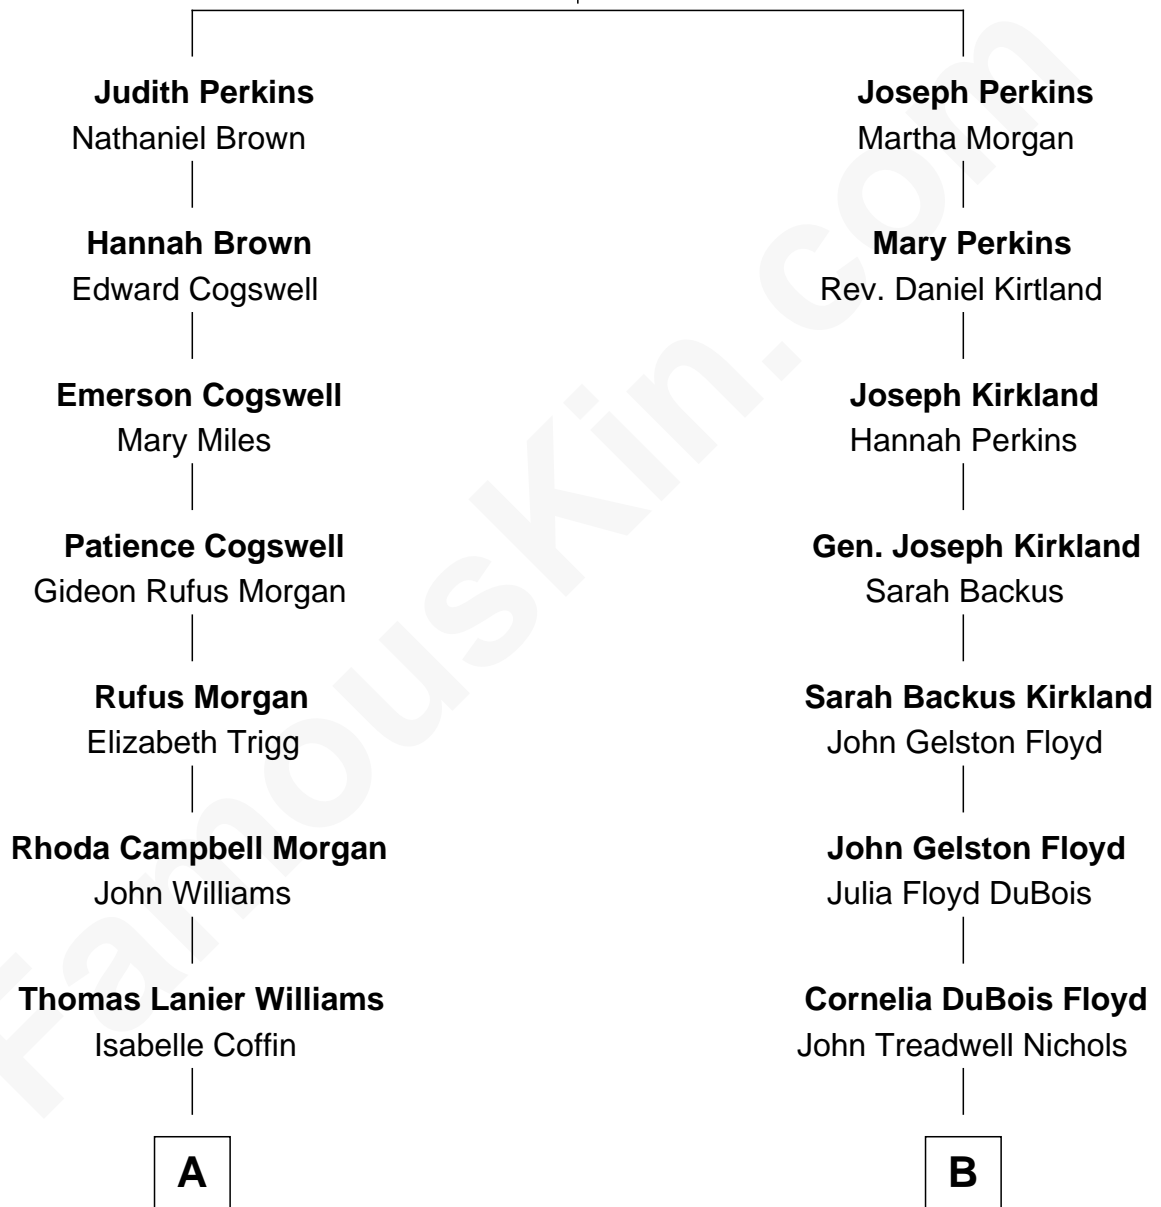 Judith Perkins
Nathaniel Brown
Joseph Perkins
Martha Morgan
Hannah Brown
Edward Cogswell
Mary Perkins
Rev. Daniel Kirtland
Emerson Cogswell
Mary Miles
Joseph Kirkland
Hannah Perkins
Patience Cogswell
Gideon Rufus Morgan
Gen. Joseph Kirkland
Sarah Backus
Rufus Morgan
Elizabeth Trigg
Sarah Backus Kirkland
John Gelston Floyd
Rhoda Campbell Morgan
John Williams
John Gelston Floyd
Julia Floyd DuBois
Thomas Lanier Williams
Isabelle Coffin
Cornelia DuBois Floyd
John Treadwell Nichols
A
B
FamousKin.com